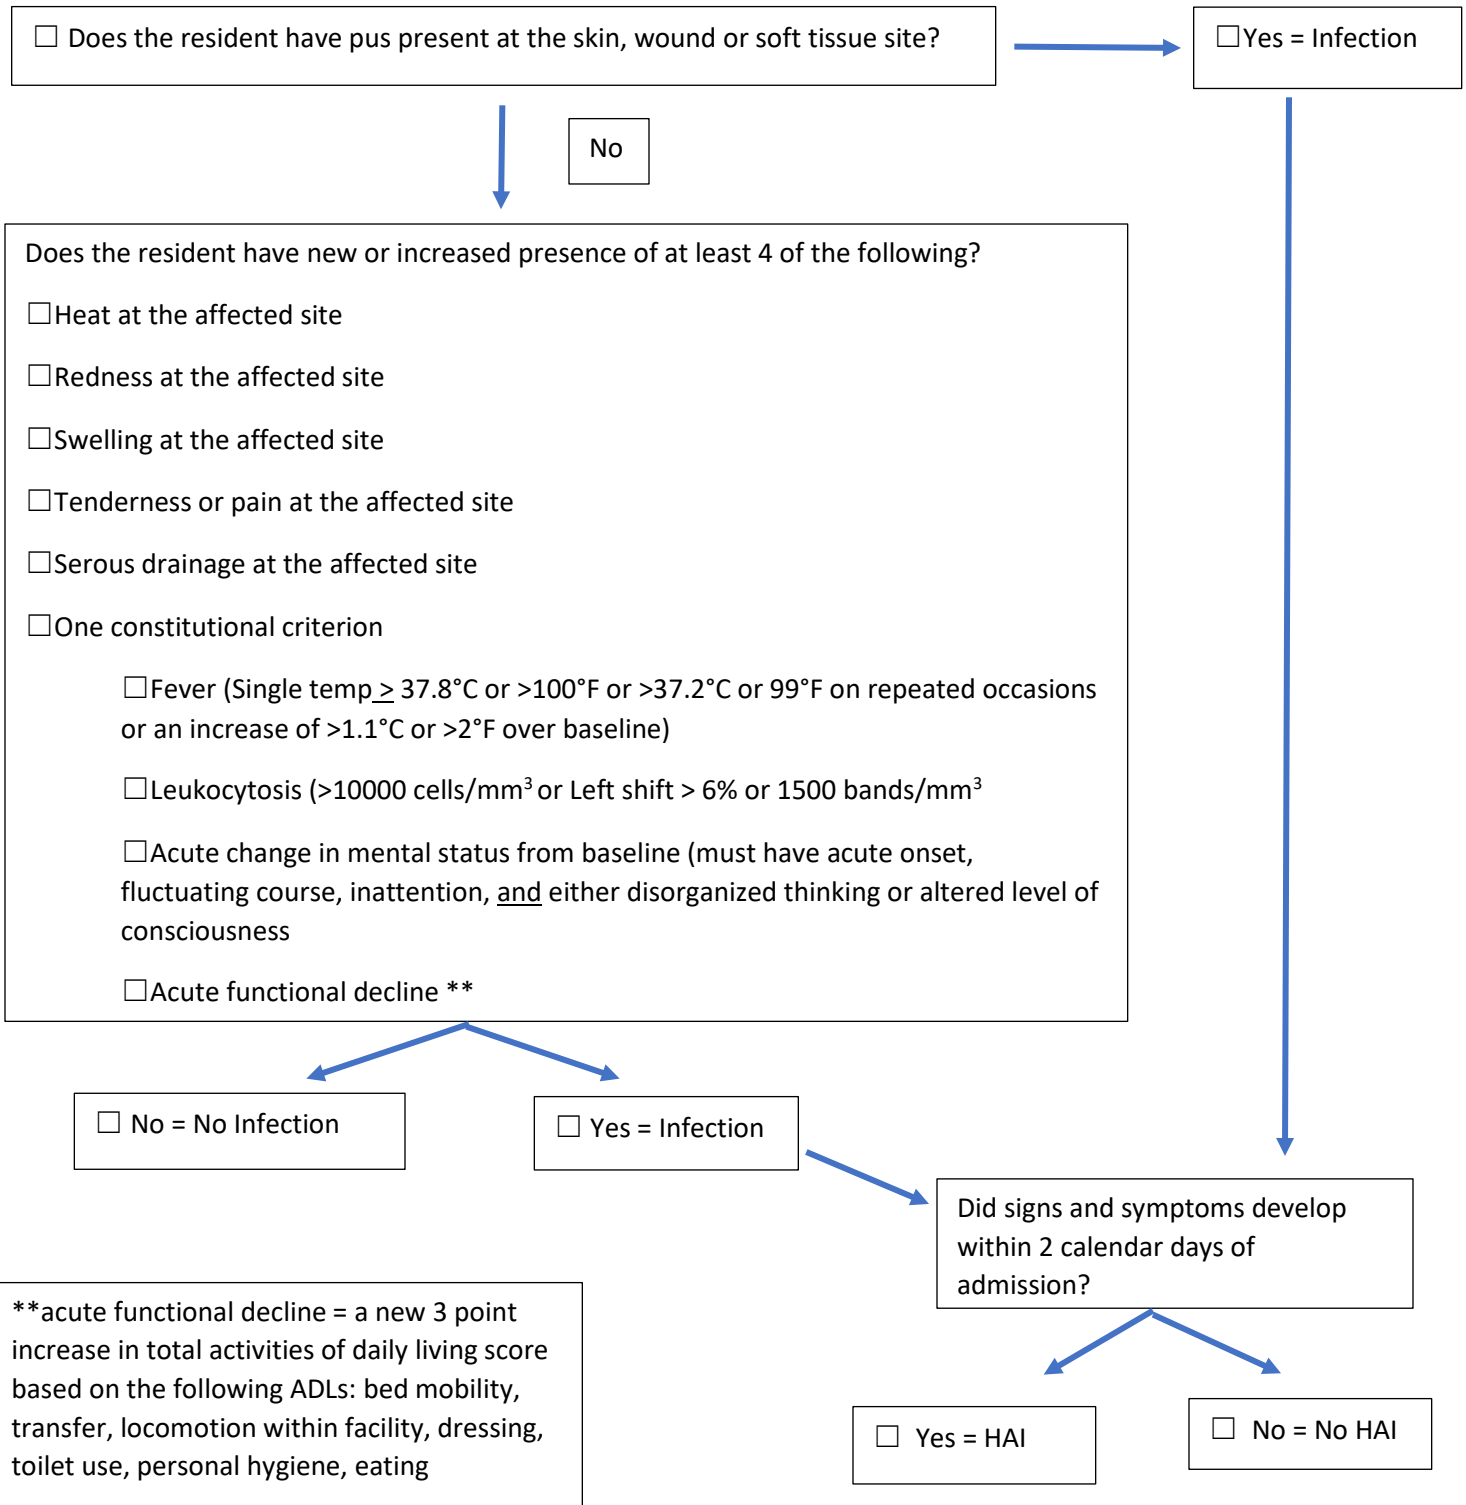 ☐ Does the resident have pus present at the skin, wound or soft tissue site?
☐Yes = Infection
No
Does the resident have new or increased presence of at least 4 of the following?
☐Heat at the affected site
☐Redness at the affected site
☐Swelling at the affected site
☐Tenderness or pain at the affected site
☐Serous drainage at the affected site
☐One constitutional criterion
☐Fever (Single temp > 37.8°C or >100°F or >37.2°C or 99°F on repeated occasions
or an increase of >1.1°C or >2°F over baseline)
☐Leukocytosis (>10000 cells/mm³ or Left shift > 6% or 1500 bands/mm³
☐Acute change in mental status from baseline (must have acute onset,
fluctuating course, inattention, and either disorganized thinking or altered level of
consciousness
☐Acute functional decline **
☐ No = No Infection
☐ Yes = Infection
Did signs and symptoms develop
within 2 calendar days of
admission?
**acute functional decline = a new 3 point
increase in total activities of daily living score
based on the following ADLs: bed mobility,
transfer, locomotion within facility, dressing,
toilet use, personal hygiene, eating
☐ Yes = HAI
☐ No = No HAI